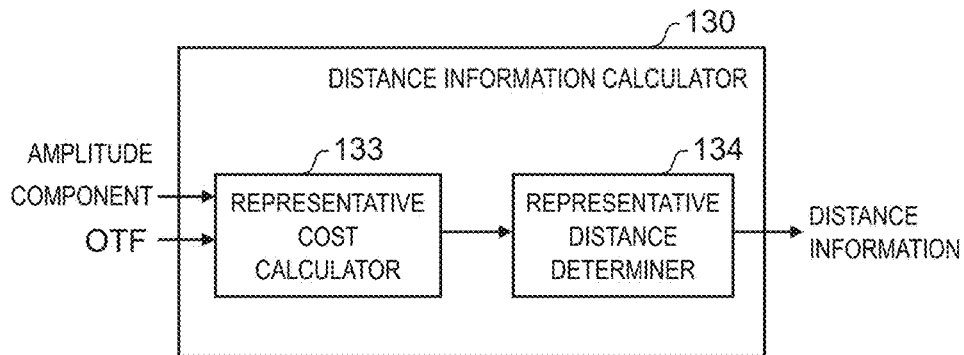 130
DISTANCE INFORMATION CALCULATOR
AMPLITUDE
COMPONENT
OTF
133
REPRESENTATIVE
COST
CALCULATOR
134
REPRESENTATIVE
DISTANCE
DETERMINER
DISTANCE
INFORMATION